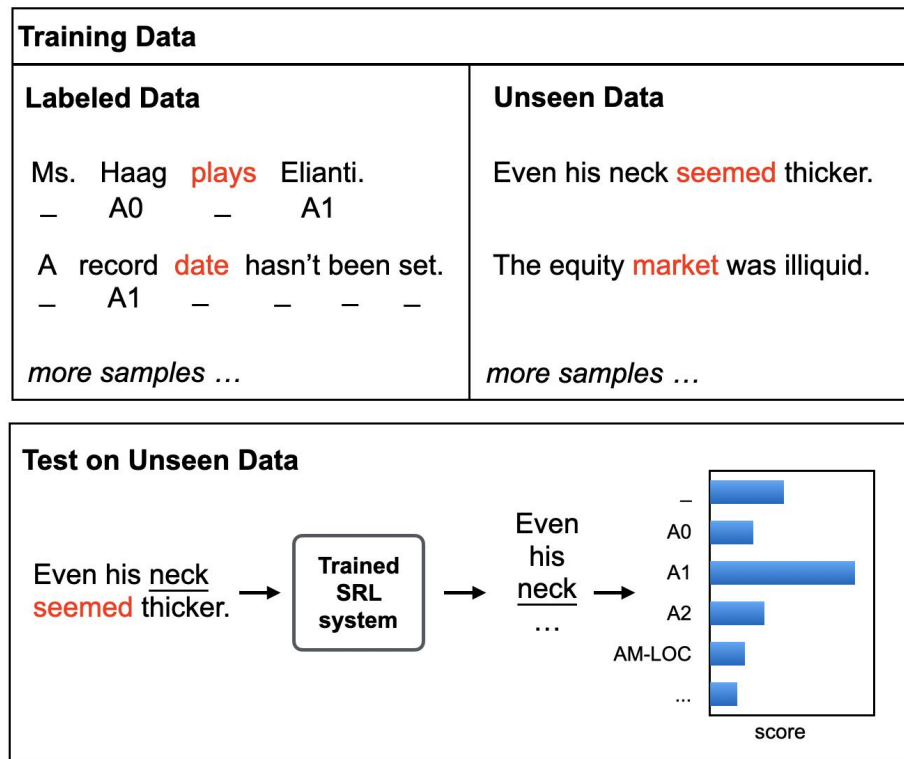 Training Data
Labeled Data
Ms. Haag plays Elianti.
_ A0 _ A1
A record date hasn't been set.
_ A1 _ _ _ _
more samples …
Unseen Data
Even his neck seemed thicker.
The equity market was illiquid.
more samples …
Test on Unseen Data
Even his neck
seemed thicker.
Trained
SRL
system
Even
his
neck
…
_
A0
A1
A2
AM-LOC
...
score